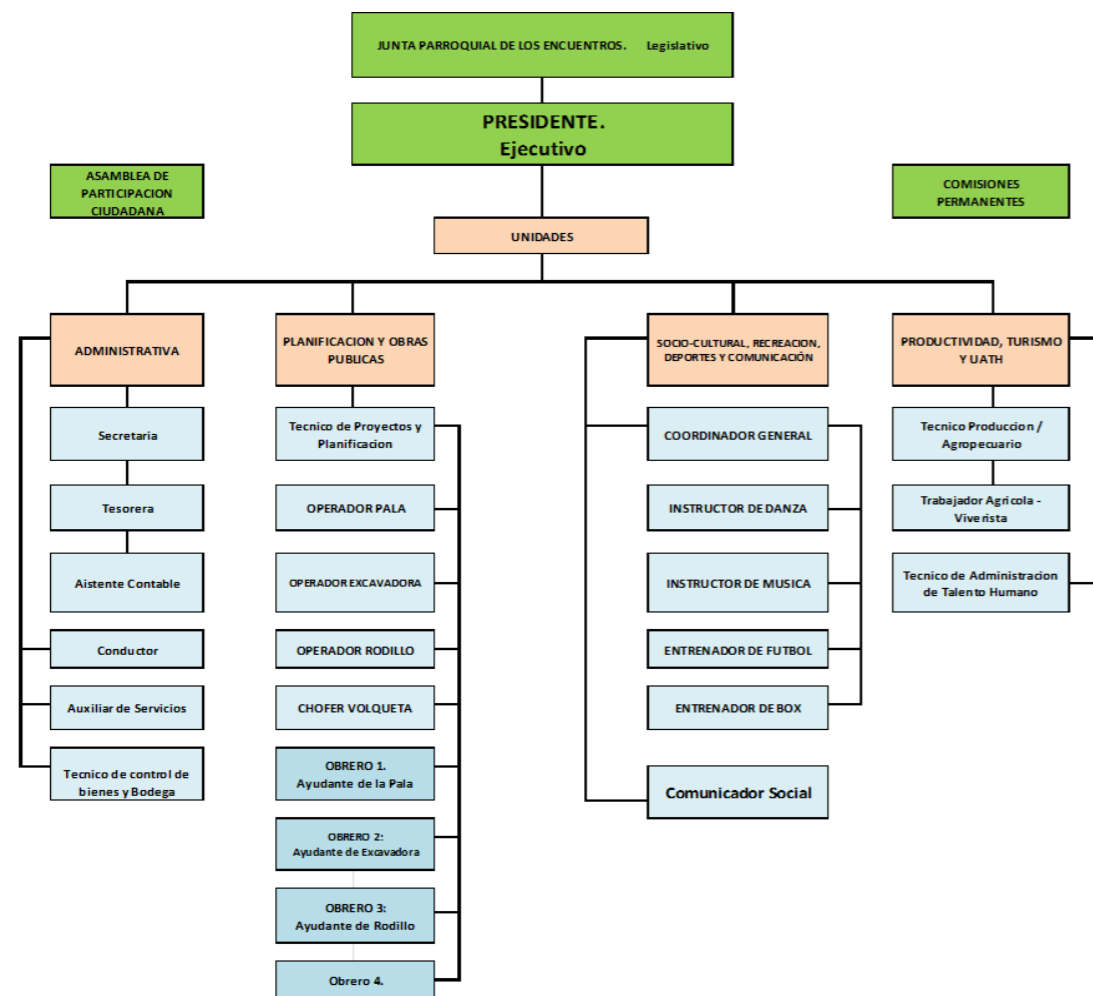 JUNTA PARROQUIAL DE LOS ENCUENTROS. Legislativo
PRESIDENTE.
Ejecutivo
ASAMBLEA DE
PARTICIPACION
CIUDADANA
COMISIONES
PERMANENTES
UNIDADES
ADMINISTRATIVA
PLANIFICACION Y OBRAS
PUBLICAS
SOCIO-CULTURAL, RECREACION,
DEPORTES Y COMUNICACIÓN
PRODUCTIVIDAD, TURISMO
Y UATH
Secretaria
Tesorera
Aistente Contable
Conductor
Auxiliar de Servicios
Tecnico de control de
bienes y Bodega
Tecnico de Proyectos y
Planificacion
OPERADOR PALA
OPERADOR EXCAVADORA
OPERADOR RODILLO
CHOFER VOLQUETA
OBRERO 1.
Ayudante de la Pala
OBRERO 2:
Ayudante de Excavadora
OBRERO 3:
Ayudante de Rodillo
Obrero 4.
COORDINADOR GENERAL
INSTRUCTOR DE DANZA
INSTRUCTOR DE MUSICA
ENTRENADOR DE FUTBOL
ENTRENADOR DE BOX
Comunicador Social
Tecnico Produccion /
Agropecuario
Trabajador Agricola -
Viverista
Tecnico de Administracion
de Talento Humano